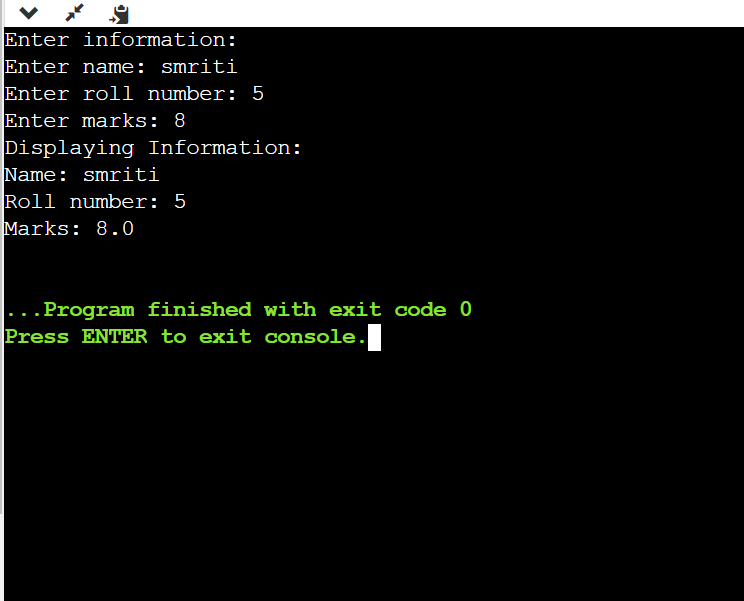 Enter information:
Enter name: smriti
Enter roll number: 5
Enter marks: 8
Displaying Information:
Name: smriti
Roll number: 5
Marks: 8.0
...Program finished with exit code 0
Press ENTER to exit console.